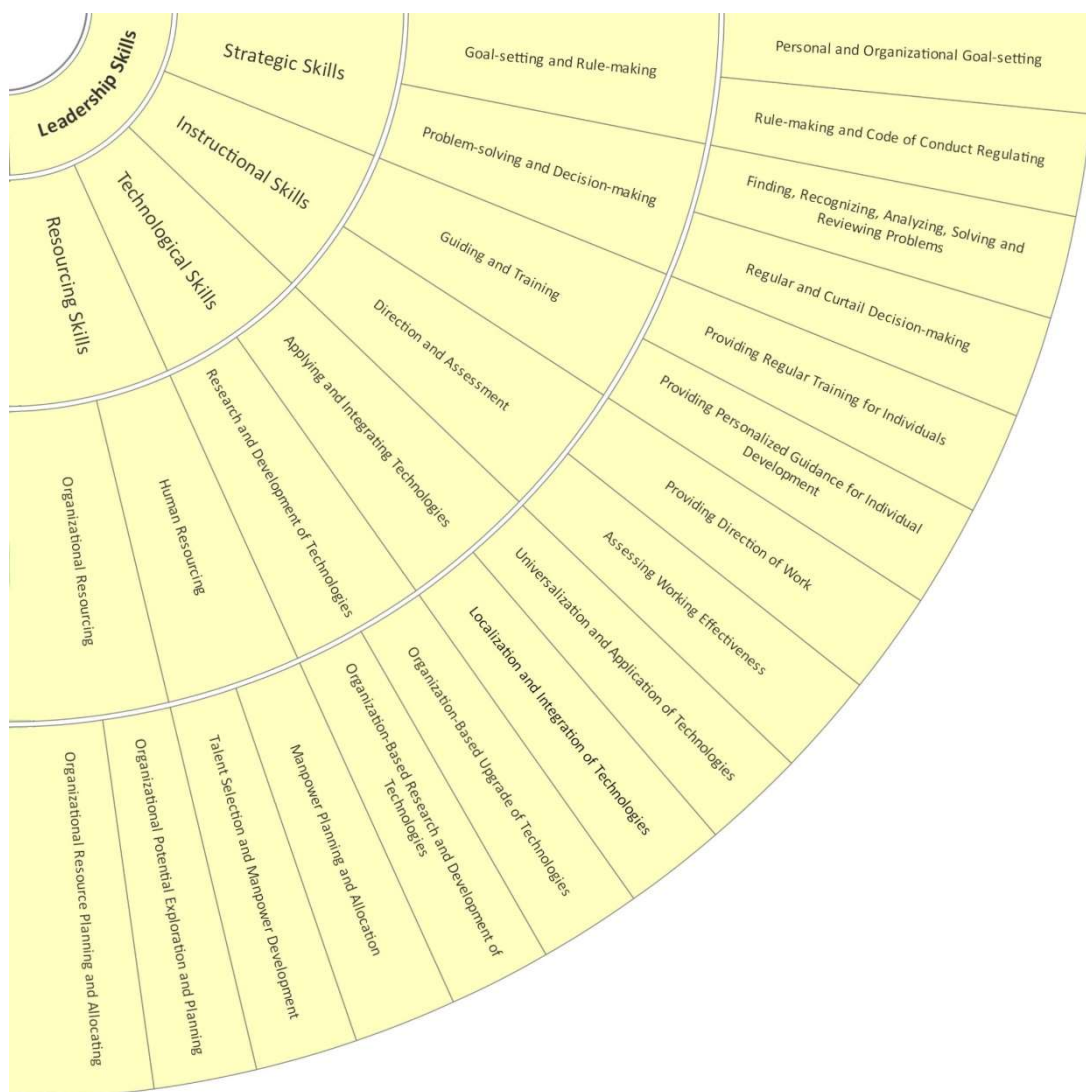 Leadership Skills
Strategic Skills
Instructional Skills
Technological Skills
Resourcing Skills
Goal-setting and Rule-making
Problem-solving and Decision-making
Guiding and Training
Direction and Assessment
Applying and Integrating Technologies
Research and Development of Technologies
Human Resourcing
Organizational Resourcing
Personal and Organizational Goal-setting
Rule-making and Code of Conduct Regulating
Finding, Recognizing, Analyzing, Solving and
Reviewing Problems
Regular and Curtail Decision-making
Providing Regular Training for Individuals
Providing Personalized Guidance for Individual
Development
Providing Direction of Work
Assessing Working Effectiveness
Universalization and Application of Technologies
Localization and Integration of Technologies
Organization-Based Upgrade of Technologies
Organization-Based Research and Development of
Technologies
Manpower Planning and Allocation
Talent Selection and Manpower Development
Organizational Potential Exploration and Planning
Organizational Resource Planning and Allocating